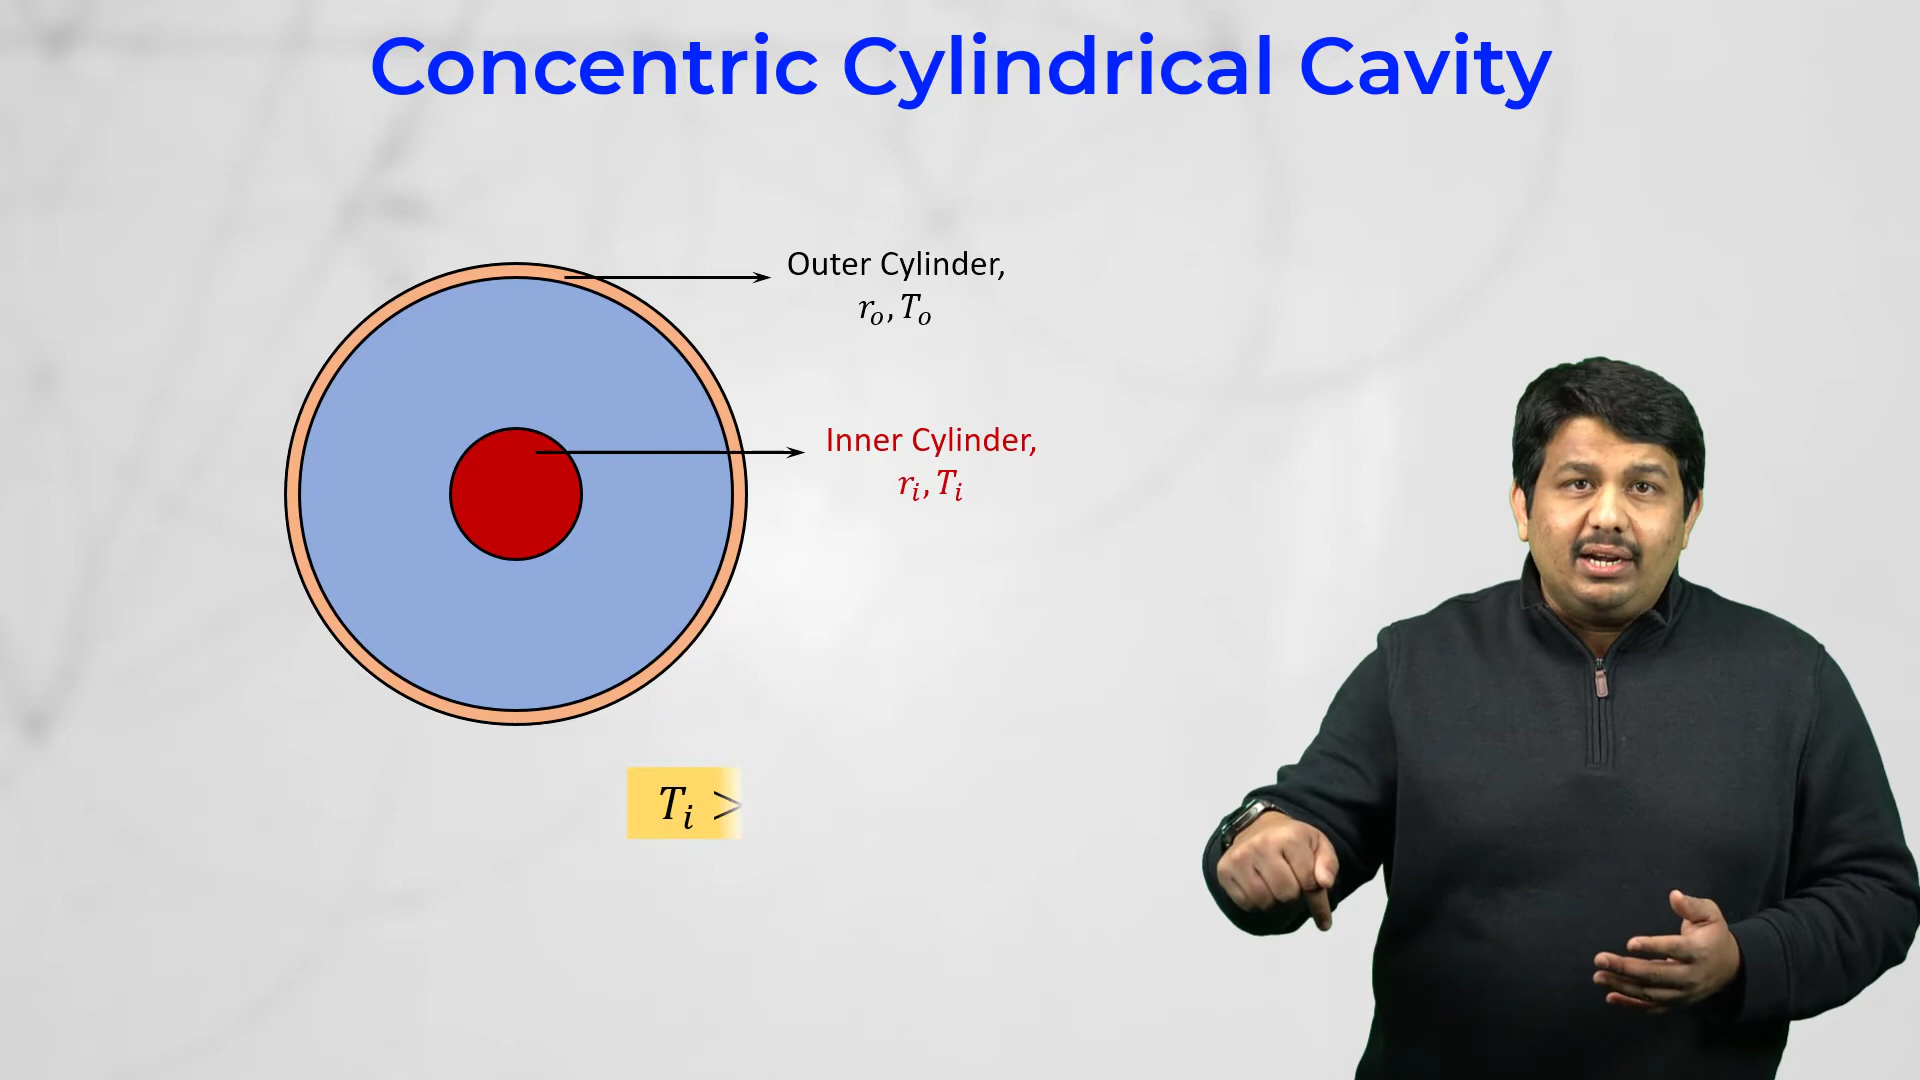 Concentric Cylindrical Cavity
Outer Cylinder,
r_o, T_o
Inner Cylinder,
r_i, T_i
T_i >